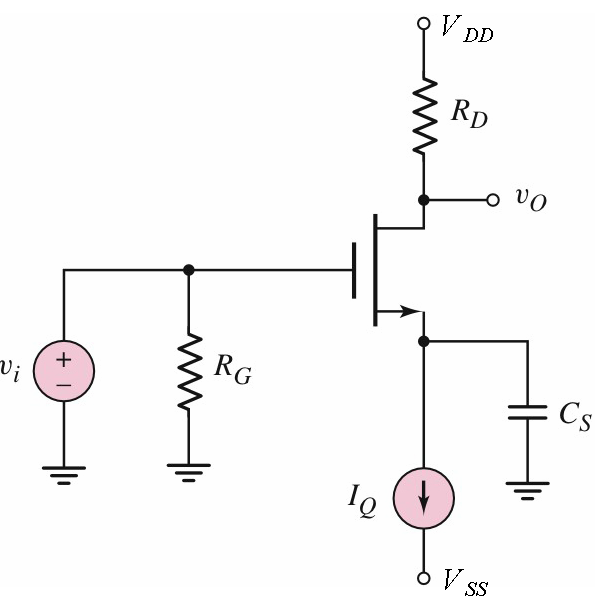 V_DD
R_D
v_O
+
−
v_i
R_G
C_S
I_Q
V_SS